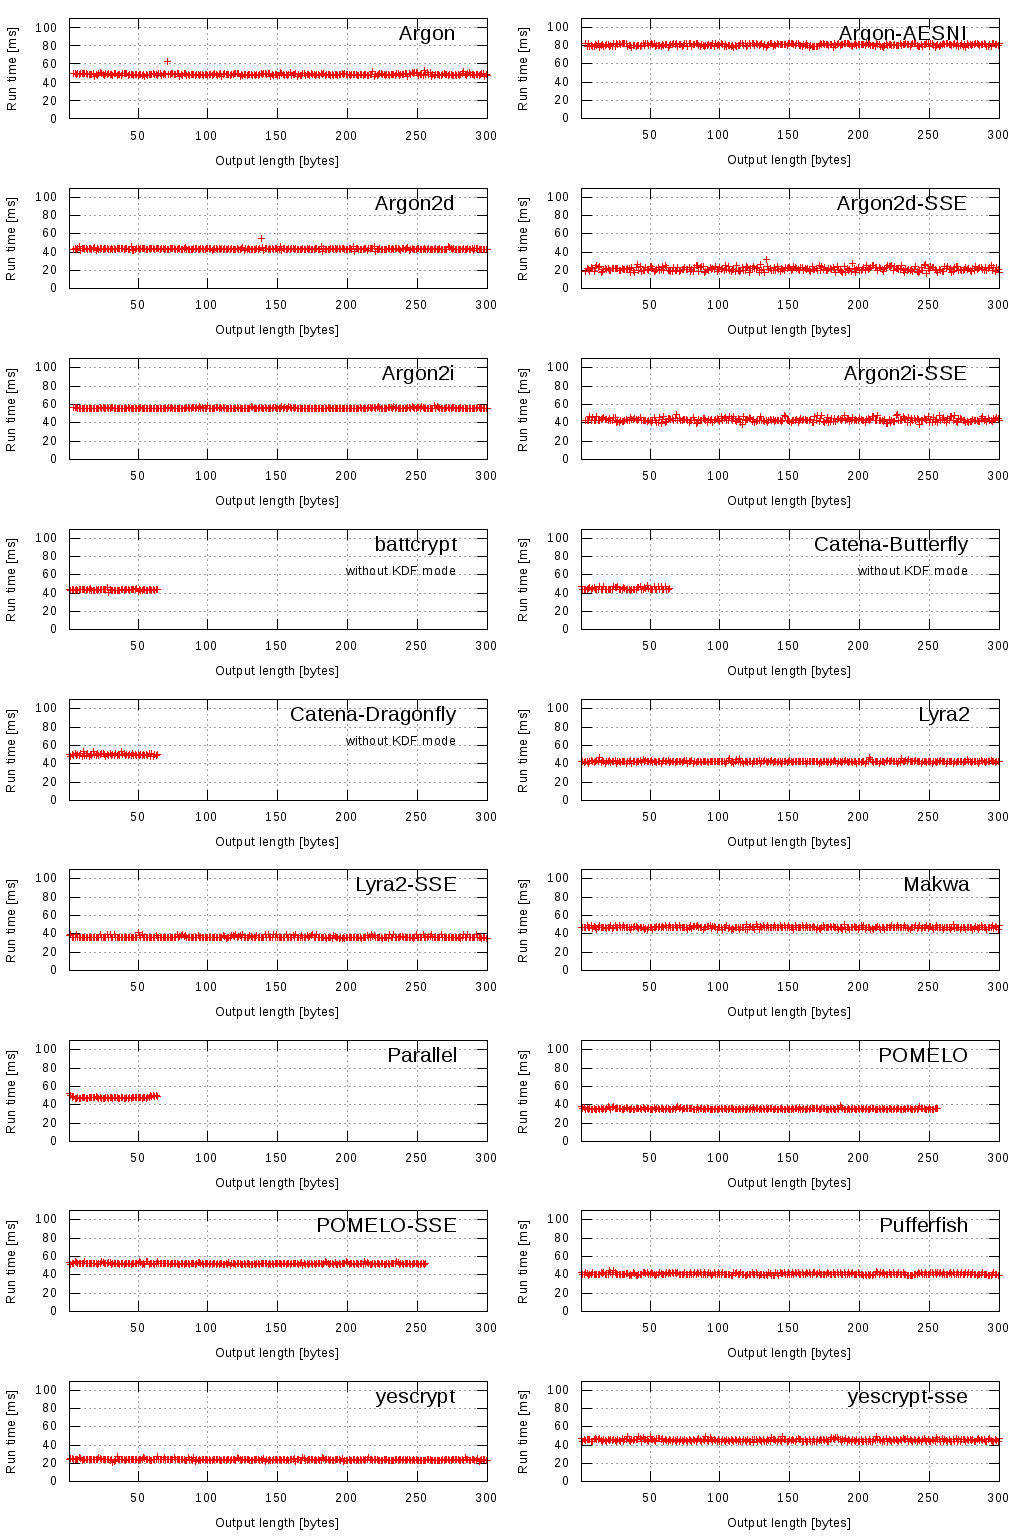 Argon
Run time [ms]
100
80
60
40
20
0
50 100 150 200 250 300
Output length [bytes]
Argon-AESNI
Run time [ms]
100
80
60
40
20
0
50 100 150 200 250 300
Output length [bytes]
Argon2d
Run time [ms]
100
80
60
40
20
0
50 100 150 200 250 300
Output length [bytes]
Argon2d-SSE
Run time [ms]
100
80
60
40
20
0
50 100 150 200 250 300
Output length [bytes]
Argon2i
Run time [ms]
100
80
60
40
20
0
50 100 150 200 250 300
Output length [bytes]
Argon2i-SSE
Run time [ms]
100
80
60
40
20
0
50 100 150 200 250 300
Output length [bytes]
battcrypt
without KDF mode
Run time [ms]
100
80
60
40
20
0
50 100 150 200 250 300
Output length [bytes]
Catena-Butterfly
without KDF mode
Run time [ms]
100
80
60
40
20
0
50 100 150 200 250 300
Output length [bytes]
Catena-Dragonfly
without KDF mode
Run time [ms]
100
80
60
40
20
0
50 100 150 200 250 300
Output length [bytes]
Lyra2
Run time [ms]
100
80
60
40
20
0
50 100 150 200 250 300
Output length [bytes]
Lyra2-SSE
Run time [ms]
100
80
60
40
20
0
50 100 150 200 250 300
Output length [bytes]
Makwa
Run time [ms]
100
80
60
40
20
0
50 100 150 200 250 300
Output length [bytes]
Parallel
Run time [ms]
100
80
60
40
20
0
50 100 150 200 250 300
Output length [bytes]
POMELO
Run time [ms]
100
80
60
40
20
0
50 100 150 200 250 300
Output length [bytes]
POMELO-SSE
Run time [ms]
100
80
60
40
20
0
50 100 150 200 250 300
Output length [bytes]
Pufferfish
Run time [ms]
100
80
60
40
20
0
50 100 150 200 250 300
Output length [bytes]
yescrypt
Run time [ms]
100
80
60
40
20
0
50 100 150 200 250 300
Output length [bytes]
yescrypt-sse
Run time [ms]
100
80
60
40
20
0
50 100 150 200 250 300
Output length [bytes]